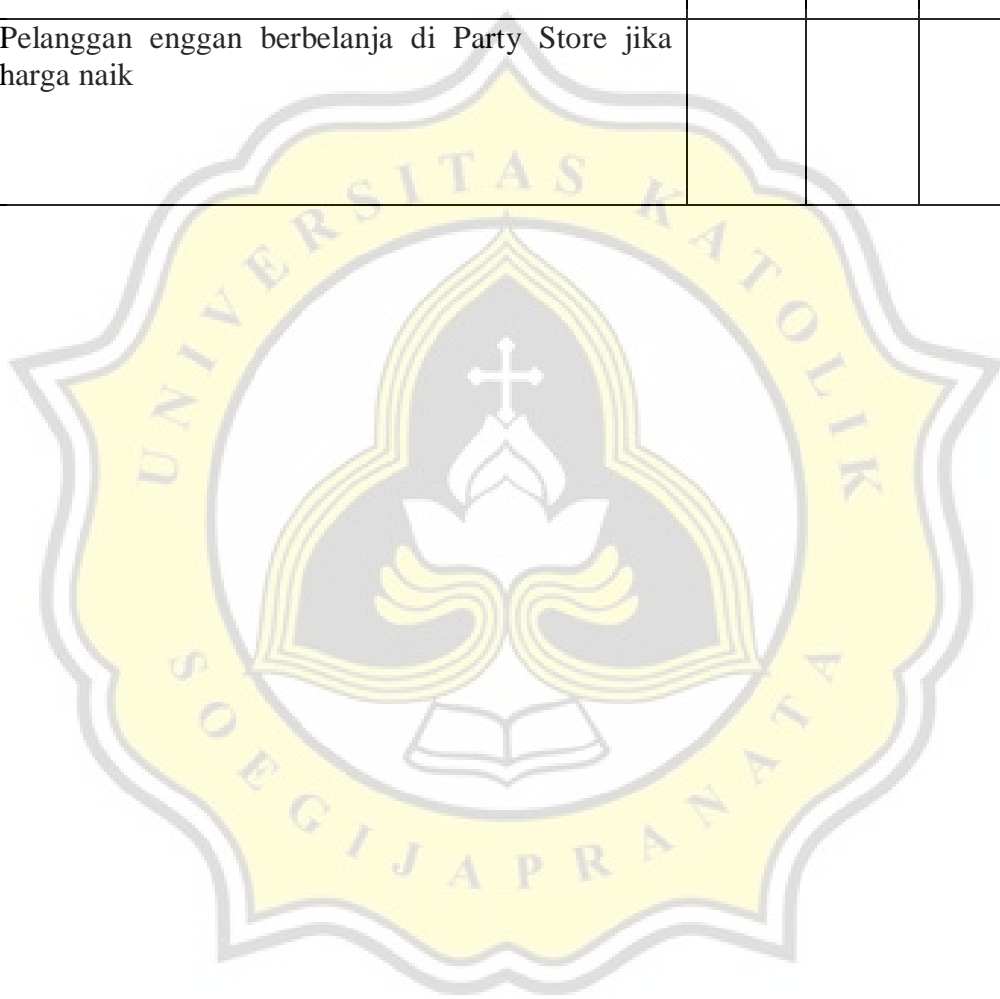 Pelanggan enggan berbelanja di Party Store jika
harga naik
UNIVERSITAS KATOLIK
SOEGIJAPRANATA